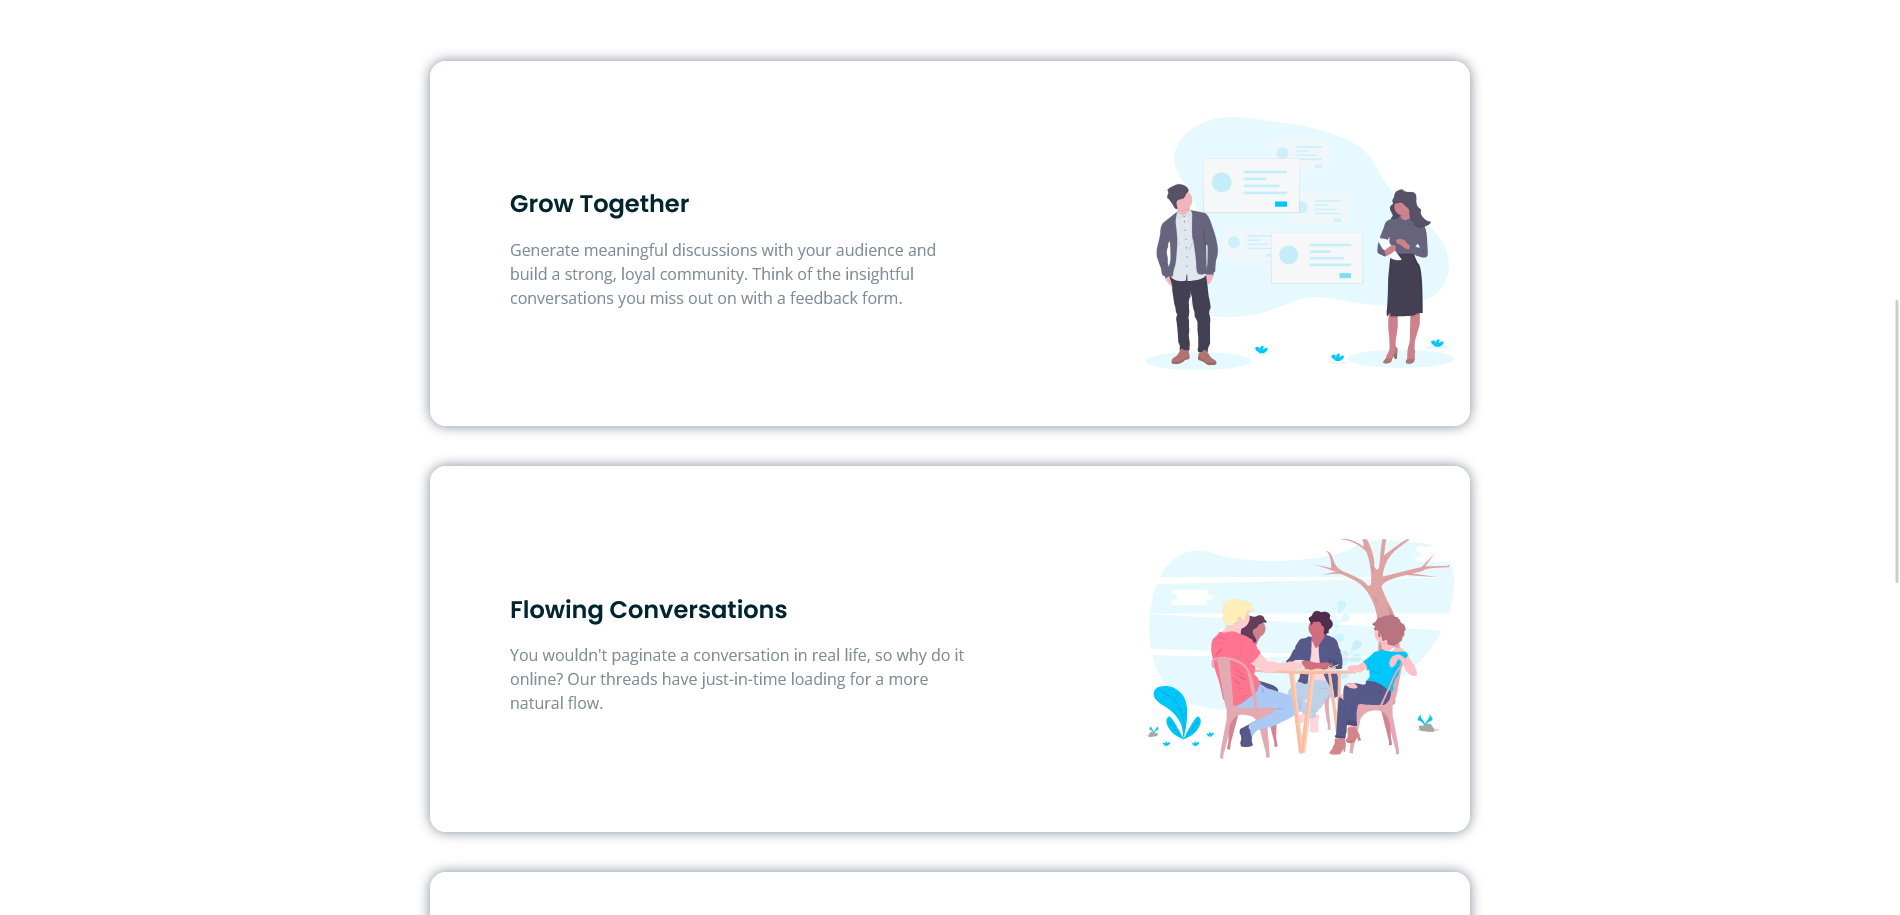 Grow Together
Generate meaningful discussions with your audience and
build a strong, loyal community. Think of the insightful
conversations you miss out on with a feedback form.
Flowing Conversations
You wouldn't paginate a conversation in real life, so why do it
online? Our threads have just-in-time loading for a more
natural flow.